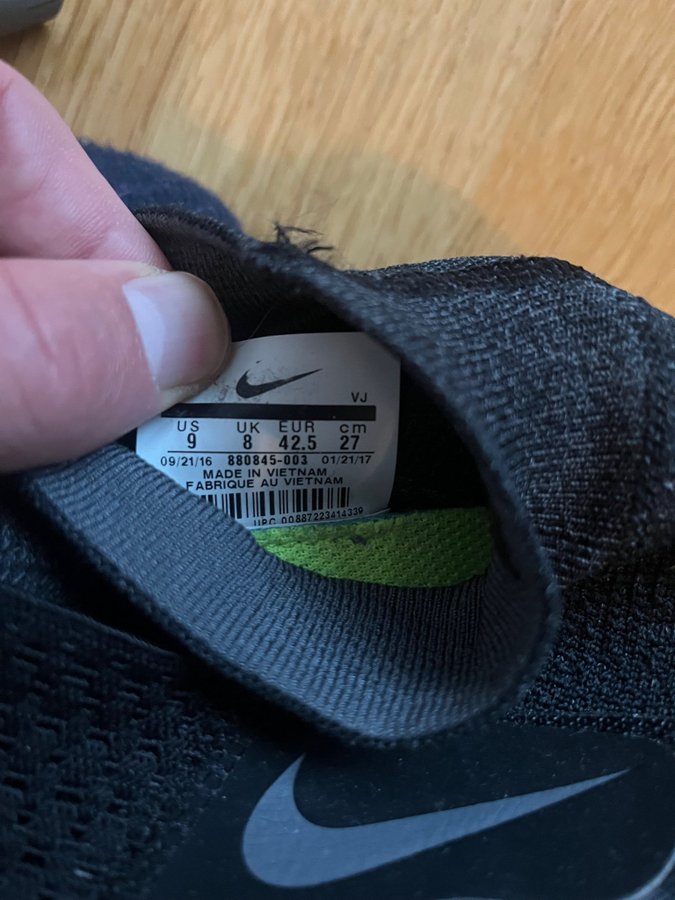 VJ
US UK EUR cm
9 8 42.5 27
09/21/16 880845-003 01/21/17
MADE IN VIETNAM
FABRIQUE AU VIETNAM
UPC 00887223414339